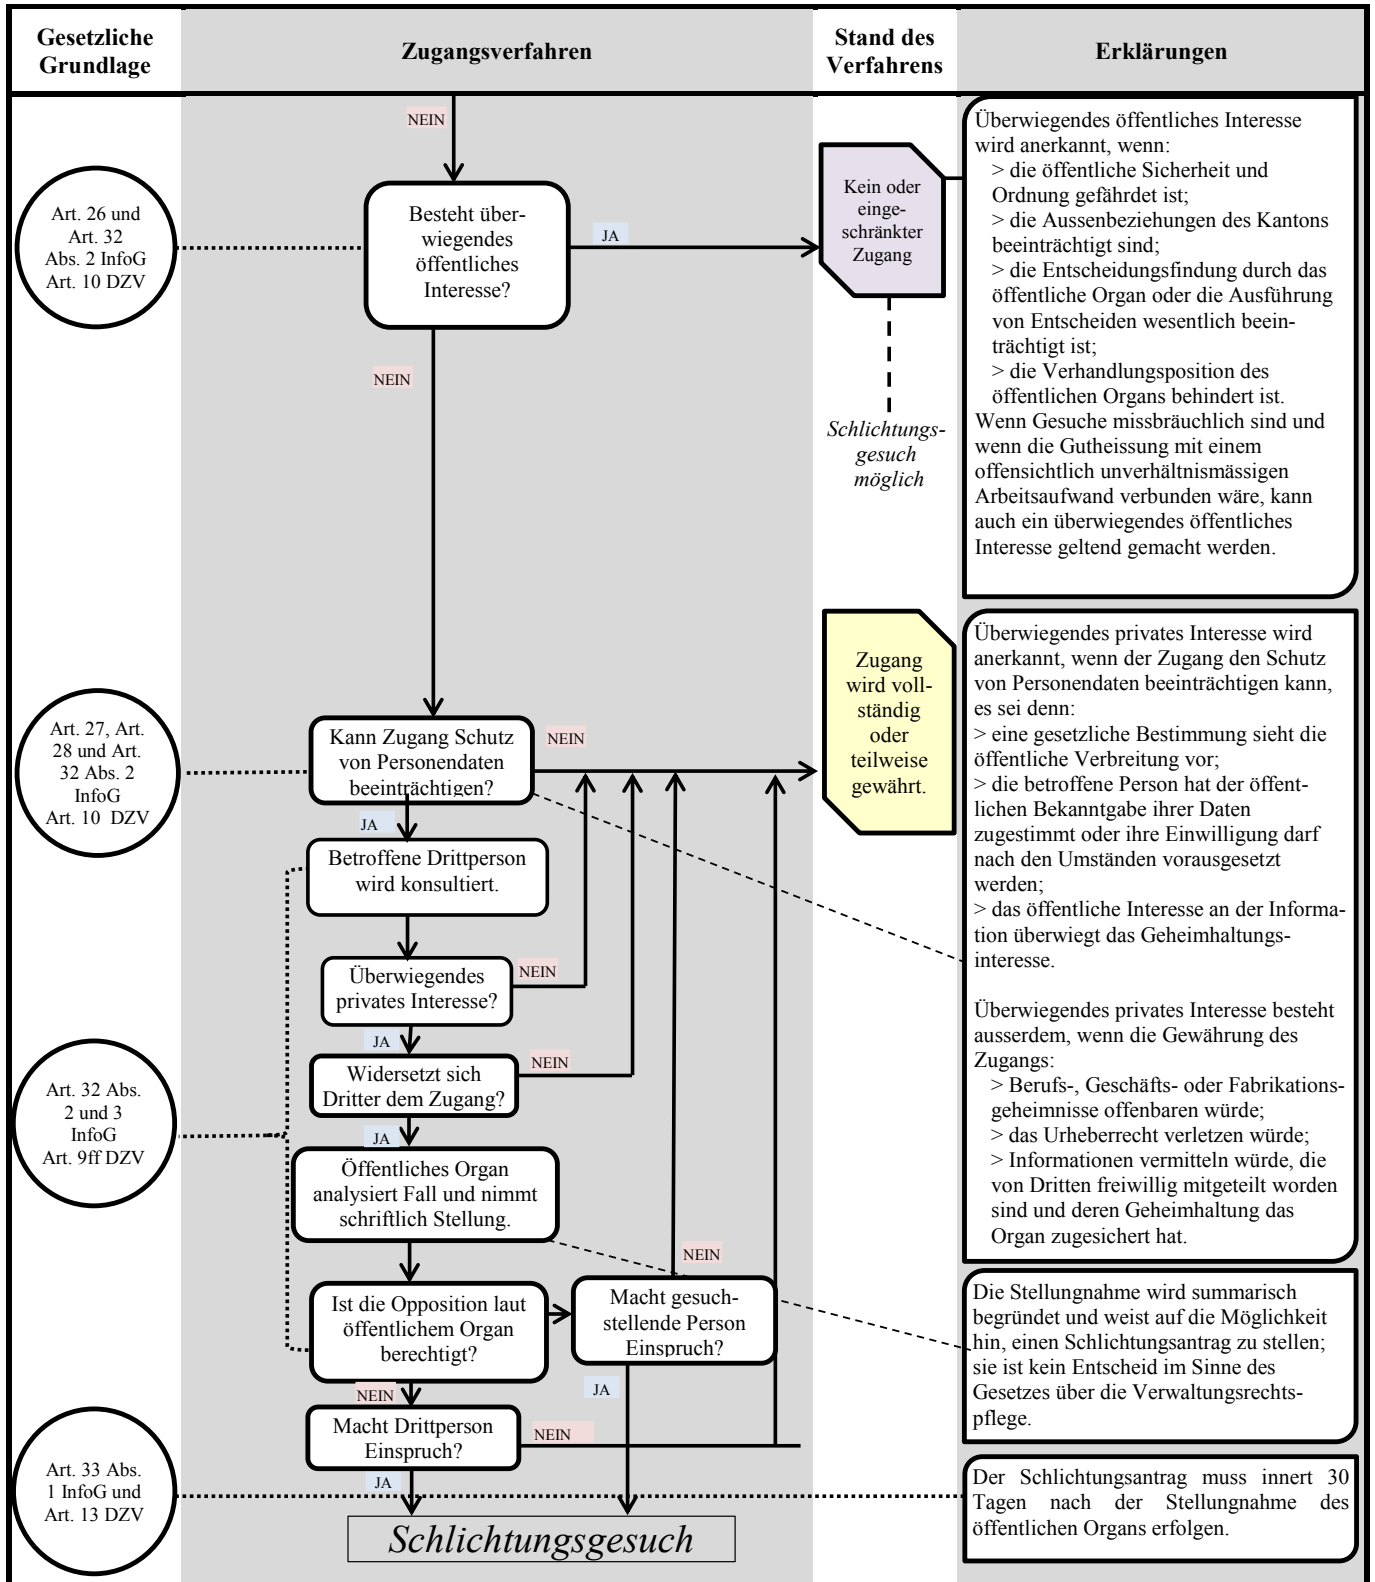 Gesetzliche
Grundlage
Zugangsverfahren
Stand des
Verfahrens
Erklärungen
NEIN
Art. 26 und
Art. 32
Abs. 2 InfoG
Art. 10 DZV
Besteht über-
wiegendes
öffentliches
Interesse?
JA
Kein oder
einge-
schränkter
Zugang
Schlichtungs-
gesuch
möglich
Überwiegendes öffentliches Interesse
wird anerkannt, wenn:
> die öffentliche Sicherheit und
Ordnung gefährdet ist;
> die Aussenbeziehungen des Kantons
beeinträchtigt sind;
> die Entscheidungsfindung durch das
öffentliche Organ oder die Ausführung
von Entscheiden wesentlich beein-
trächtigt ist;
> die Verhandlungsposition des
öffentlichen Organs behindert ist.
Wenn Gesuche missbräuchlich sind und
wenn die Gutheissung mit einem
offensichtlich unverhältnismässigen
Arbeitsaufwand verbunden wäre, kann
auch ein überwiegendes öffentliches
Interesse geltend gemacht werden.
NEIN
Art. 27, Art.
28 und Art.
32 Abs. 2
InfoG
Art. 10 DZV
Kann Zugang Schutz
von Personendaten
beeinträchtigen?
NEIN
Zugang
wird voll-
ständig
oder
teilweise
gewährt.
Überwiegendes privates Interesse wird
anerkannt, wenn der Zugang den Schutz
von Personendaten beeinträchtigen kann,
es sei denn:
> eine gesetzliche Bestimmung sieht die
öffentliche Verbreitung vor;
> die betroffene Person hat der öffent-
lichen Bekanntgabe ihrer Daten
zugestimmt oder ihre Einwilligung darf
nach den Umständen vorausgesetzt
werden;
> das öffentliche Interesse an der Informa-
tion überwiegt das Geheimhaltungs-
interesse.
Überwiegendes privates Interesse besteht
ausserdem, wenn die Gewährung des
Zugangs:
> Berufs-, Geschäfts- oder Fabrikations-
geheimnisse offenbaren würde;
> das Urheberrecht verletzen würde;
> Informationen vermitteln würde, die
von Dritten freiwillig mitgeteilt worden
sind und deren Geheimhaltung das
Organ zugesichert hat.
JA
Betroffene Drittperson
wird konsultiert.
Überwiegendes
privates Interesse?
NEIN
JA
Art. 32 Abs.
2 und 3
InfoG
Art. 9ff DZV
Widersetzt sich
Dritter dem Zugang?
NEIN
JA
Öffentliches Organ
analysiert Fall und nimmt
schriftlich Stellung.
NEIN
Ist die Opposition laut
öffentlichem Organ
berechtigt?
Macht gesuch-
stellende Person
Einspruch?
Die Stellungnahme wird summarisch
begründet und weist auf die Möglichkeit
hin, einen Schlichtungsantrag zu stellen;
sie ist kein Entscheid im Sinne des
Gesetzes über die Verwaltungsrechts-
pflege.
NEIN
JA
Macht Drittperson
Einspruch?
NEIN
JA
Art. 33 Abs.
1 InfoG und
Art. 13 DZV
Der Schlichtungsantrag muss innert 30
Tagen nach der Stellungnahme des
öffentlichen Organs erfolgen.
Schlichtungsgesuch